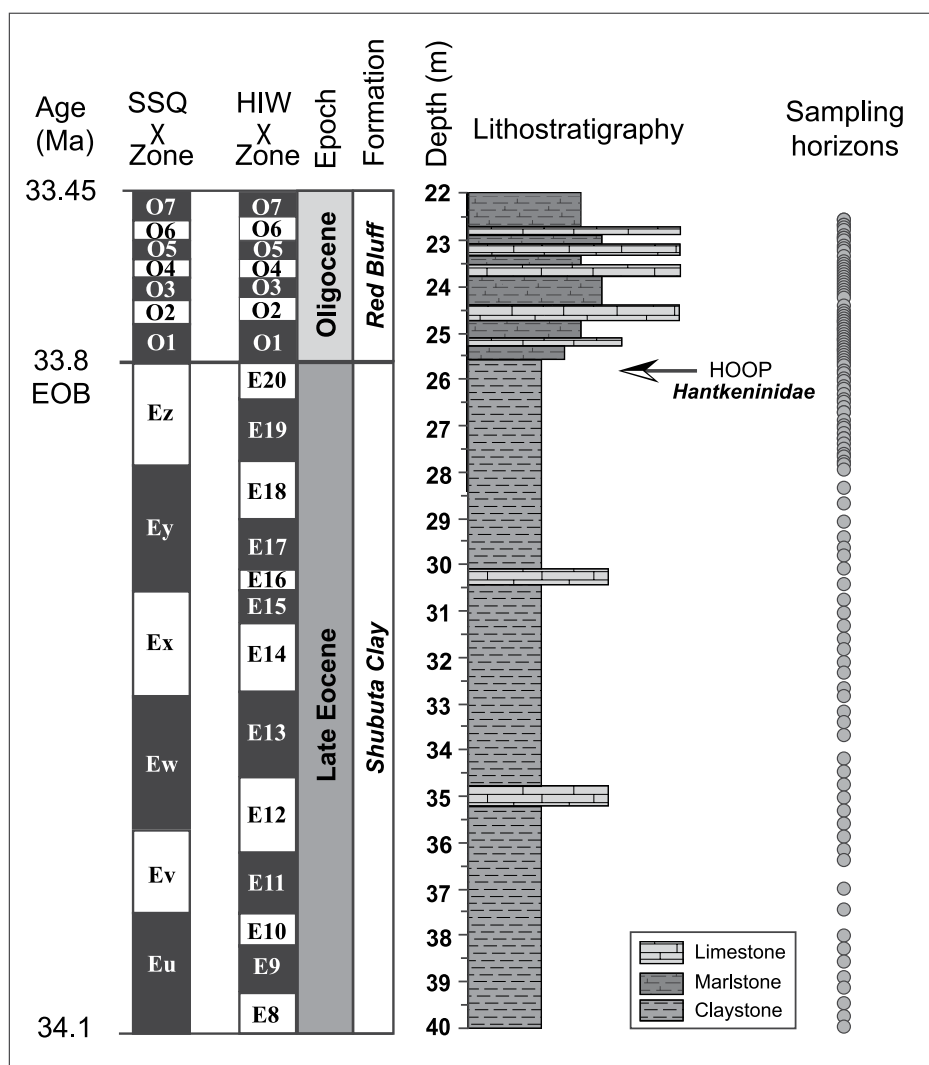 Age
(Ma)
SSQ
X
Zone
HIW
X
Zone
Epoch
Formation
Depth (m)
Lithostratigraphy
Sampling
horizons
33.45
33.8
EOB
34.1
O7
O6
O5
O4
O3
O2
O1
Ez
Ey
Ex
Ew
Ev
Eu
O7
O6
O5
O4
O3
O2
O1
E20
E19
E18
E17
E16
E15
E14
E13
E12
E11
E10
E9
E8
Oligocene
Late Eocene
Red Bluff
Shubuta Clay
22
23
24
25
26
27
28
29
30
31
32
33
34
35
36
37
38
39
40
HOOP
Hantkeninidae
Limestone
Marlstone
Claystone